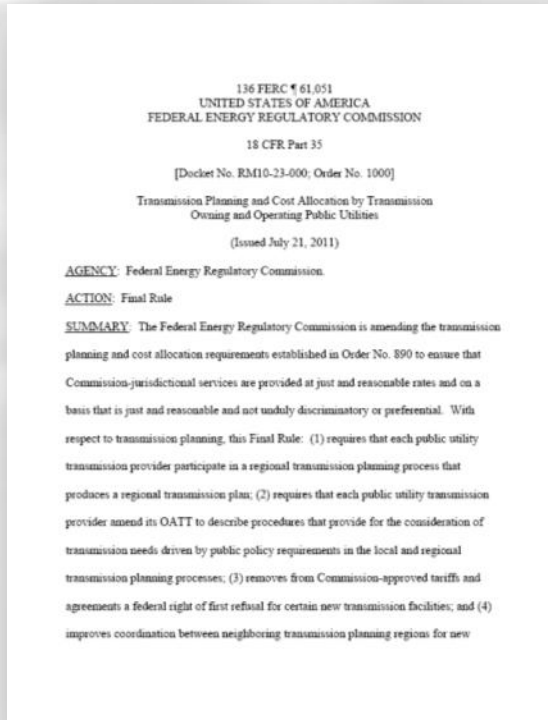 136 FERC ¶ 61,051
UNITED STATES OF AMERICA
FEDERAL ENERGY REGULATORY COMMISSION
18 CFR Part 35
[Docket No. RM10-23-000; Order No. 1000]
Transmission Planning and Cost Allocation by Transmission
Owning and Operating Public Utilities
(Issued July 21, 2011)
AGENCY: Federal Energy Regulatory Commission.
ACTION: Final Rule
SUMMARY: The Federal Energy Regulatory Commission is amending the transmission
planning and cost allocation requirements established in Order No. 890 to ensure that
Commission-jurisdictional services are provided at just and reasonable rates and on a
basis that is just and reasonable and not unduly discriminatory or preferential. With
respect to transmission planning, this Final Rule: (1) requires that each public utility
transmission provider participate in a regional transmission planning process that
produces a regional transmission plan; (2) requires that each public utility transmission
provider amend its OATT to describe procedures that provide for the consideration of
transmission needs driven by public policy requirements in the local and regional
transmission planning processes; (3) removes from Commission-approved tariffs and
agreements a federal right of first refusal for certain new transmission facilities; and (4)
improves coordination between neighboring transmission planning regions for new